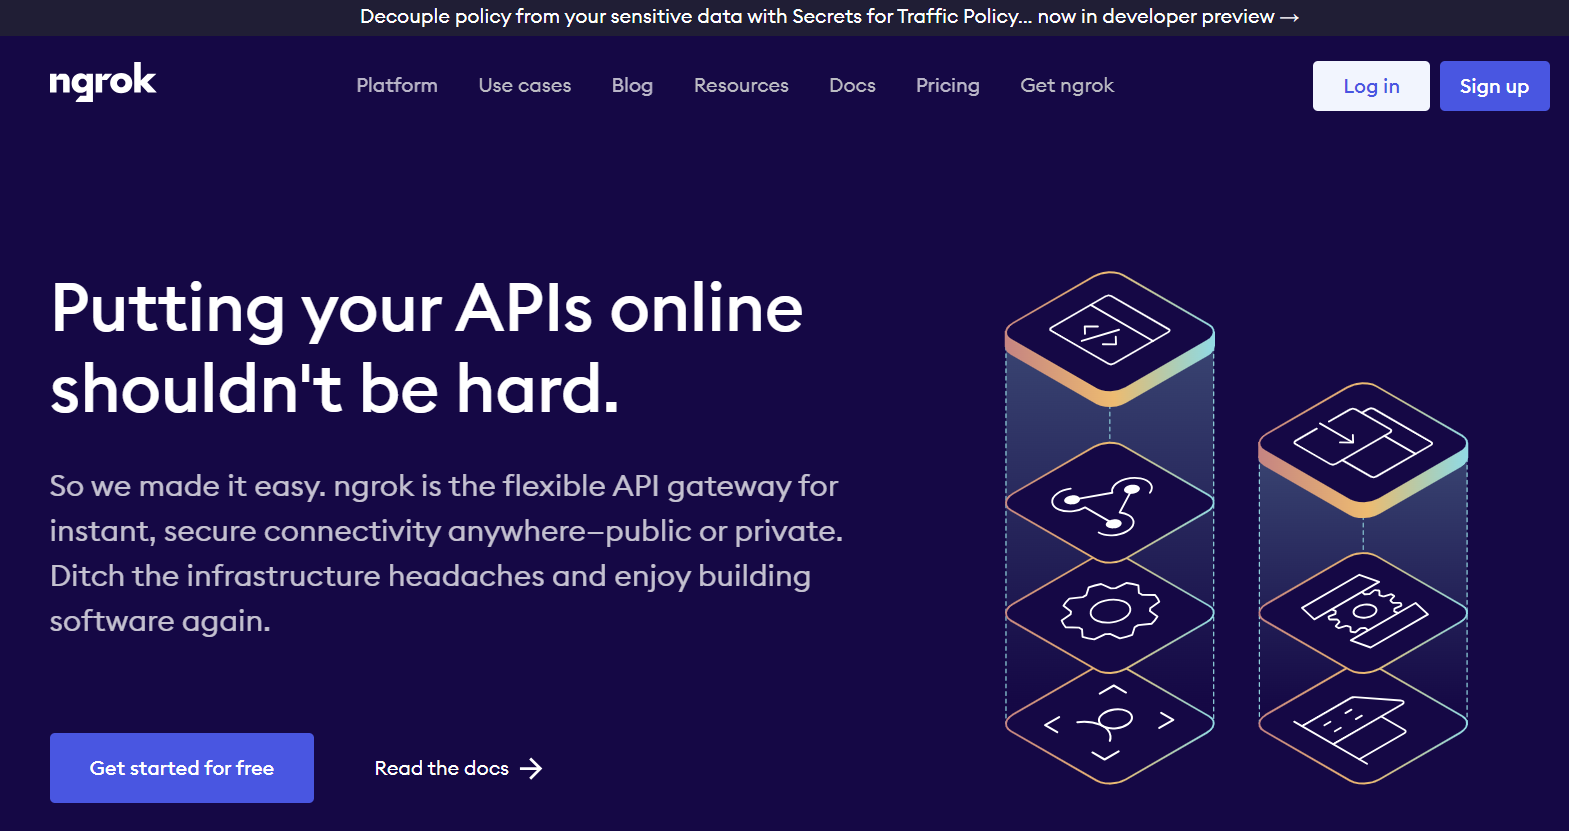 Decouple policy from your sensitive data with Secrets for Traffic Policy... now in developer preview →
ngrok
Platform Use cases Blog Resources Docs Pricing Get ngrok
Log in Sign up
Putting your APIs online
shouldn't be hard.
So we made it easy. ngrok is the flexible API gateway for
instant, secure connectivity anywhere—public or private.
Ditch the infrastructure headaches and enjoy building
software again.
Get started for free Read the docs →